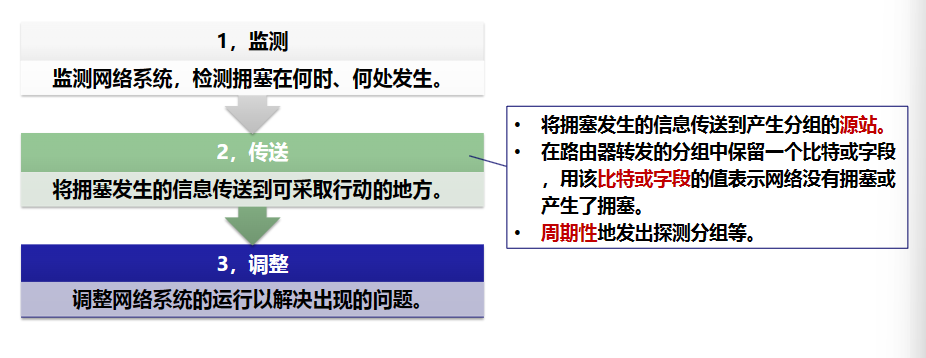 1，监测
监测网络系统，检测拥塞在何时、何处发生。
2，传送
将拥塞发生的信息传送到可采取行动的地方。
3，调整
调整网络系统的运行以解决出现的问题。
• 将拥塞发生的信息传送到产生分组的源站。
• 在路由器转发的分组中保留一个比特或字段
，用该比特或字段的值表示网络没有拥塞或
产生了拥塞。
• 周期性地发出探测分组等。